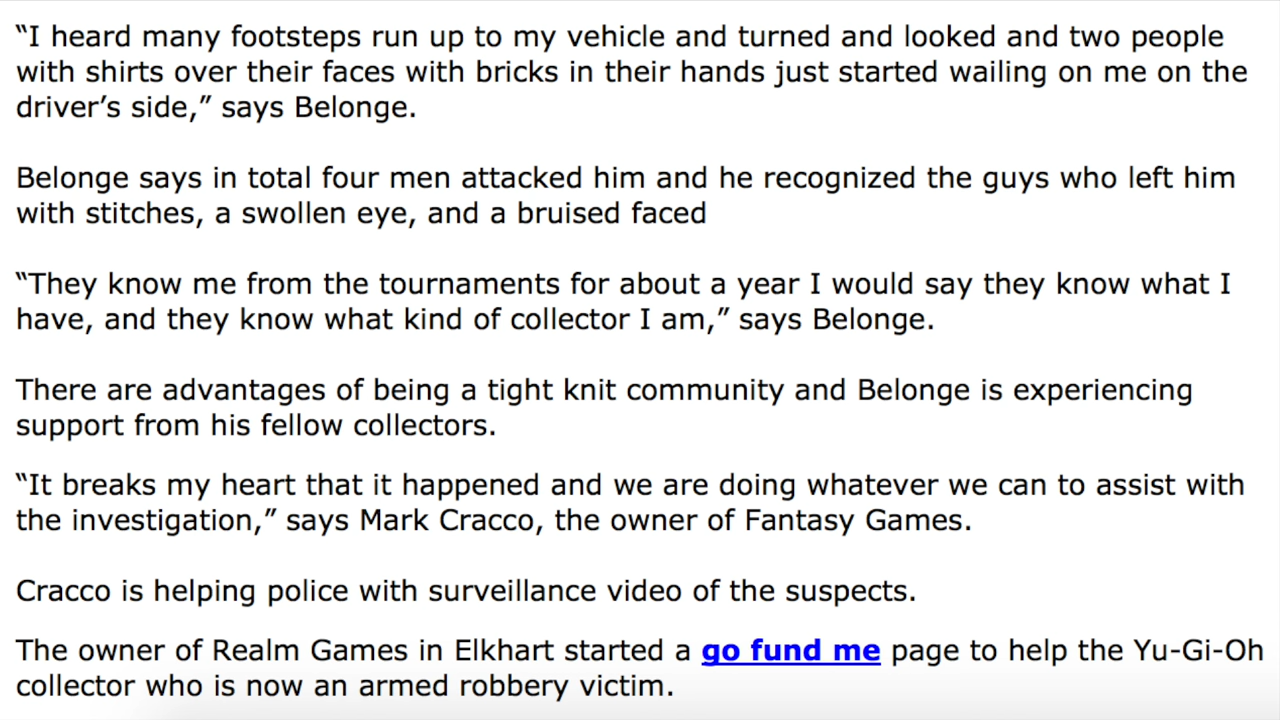 “I heard many footsteps run up to my vehicle and turned and looked and two people
with shirts over their faces with bricks in their hands just started wailing on me on the
driver’s side,” says Belonge.
Belonge says in total four men attacked him and he recognized the guys who left him
with stitches, a swollen eye, and a bruised faced
“They know me from the tournaments for about a year I would say they know what I
have, and they know what kind of collector I am,” says Belonge.
There are advantages of being a tight knit community and Belonge is experiencing
support from his fellow collectors.
“It breaks my heart that it happened and we are doing whatever we can to assist with
the investigation,” says Mark Cracco, the owner of Fantasy Games.
Cracco is helping police with surveillance video of the suspects.
The owner of Realm Games in Elkhart started a go fund me page to help the Yu-Gi-Oh
collector who is now an armed robbery victim.